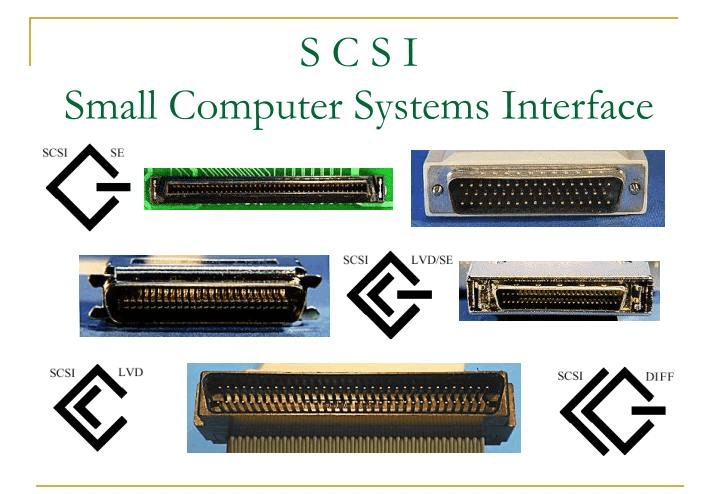 S C S I
Small Computer Systems Interface
SCSI SE
SCSI LVD/SE
SCSI LVD
SCSI DIFF